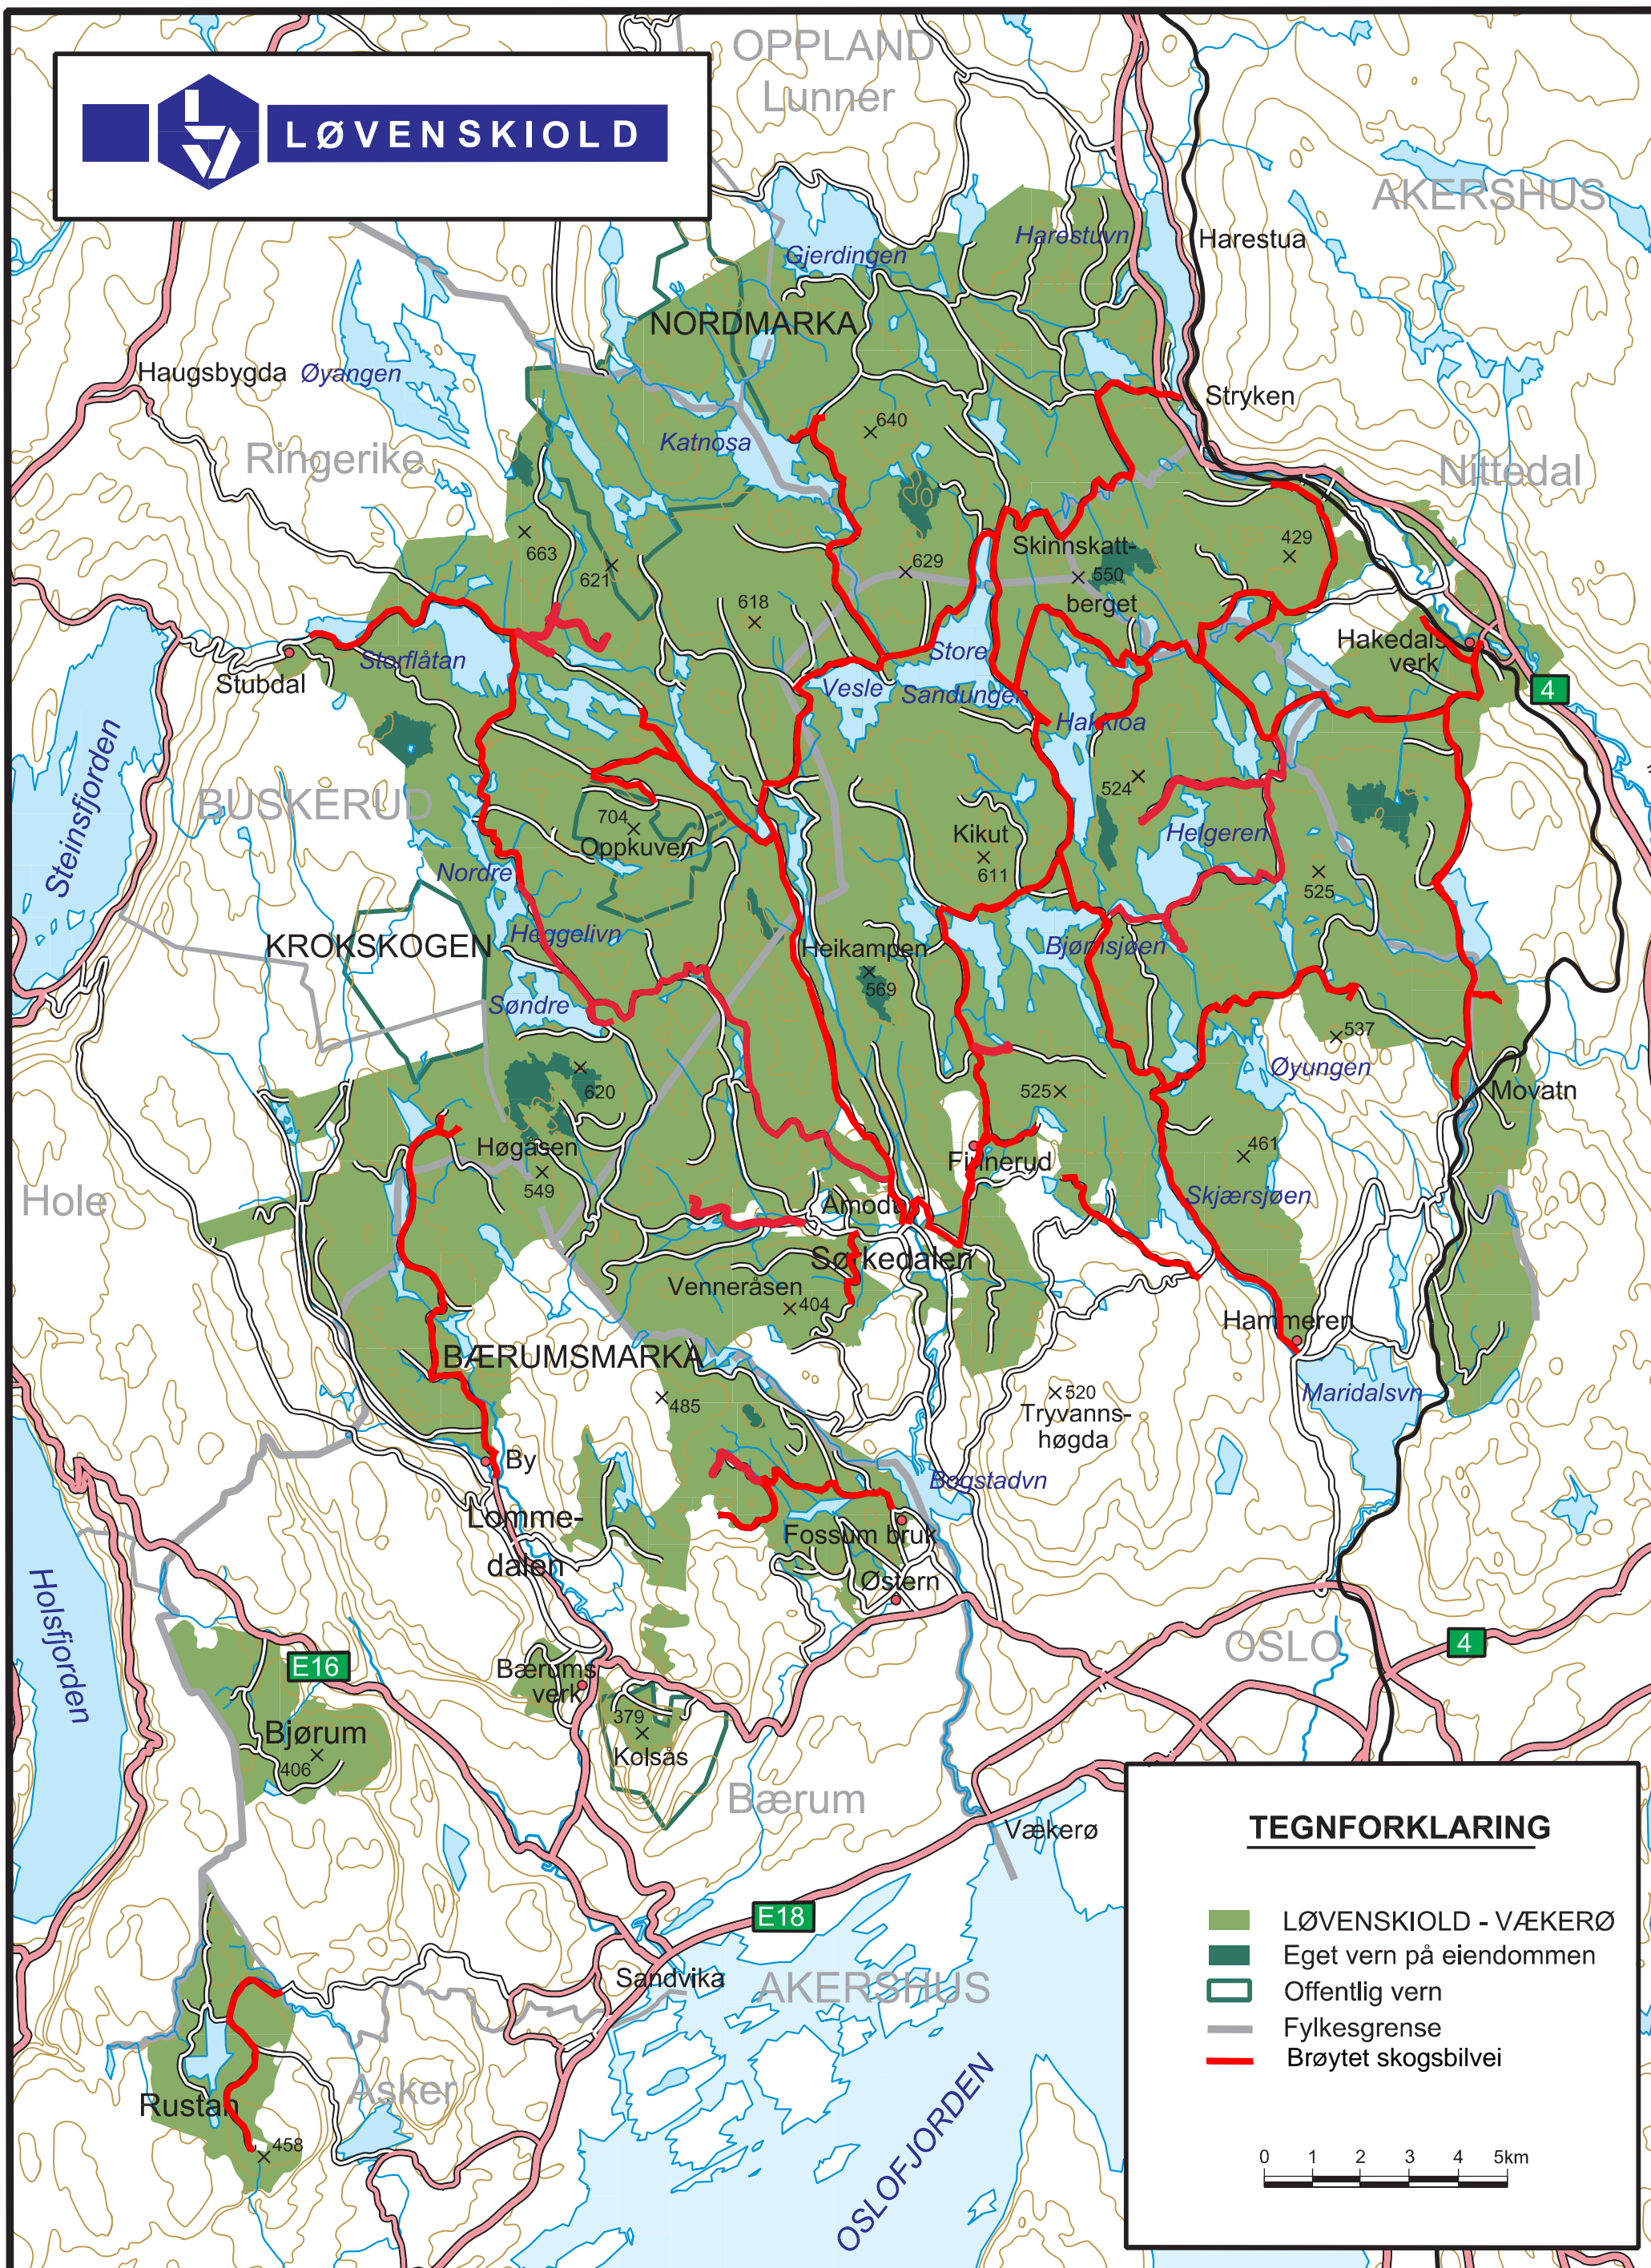 OPPLAND
Lunner
LØVENSKIOLD
AKERSHUS
Harestuvn
Harestua
Gjerdingen
NORDMARKA
Haugsbygda
Øyangen
Stryken
640
Katnosa
Ringerike
Nittedal
663
621
629
Skinnskatt-
550
berget
429
618
Hakedals
verk
Storflåtan
Stubdal
Store
Vesle
Sandungen
4
Hakkloa
Steinsfjorden
BUSKERUD
524
704
Oppkuven
Kikut
611
Helgeren
Nordre
525
KROKSKOGEN
Heggelivn
Heikampen
569
Bjørnsjøen
Søndre
537
Øyungen
620
525
Movatn
Høgåsen
549
Finnerud
461
Hole
Skjærsjøen
Åmodt
Sørkedalen
Venneråsen
404
Hammeren
BÆRUMSMARKA
485
520
Tryvanns-
høgda
Maridalsvn
By
Bogstadvn
Lomme-
dalen
Fossum bruk
Østern
Holsfjorden
OSLO
4
E16
Bærums
verk
379
Kolsås
Bjørum
406
Bærum
Vækerø
TEGNFORKLARING
LØVENSKIOLD - VÆKERØ
Eget vern på eiendommen
Offentlig vern
Fylkesgrense
Brøytet skogsbilvei
0 1 2 3 4 5km
E18
Sandvika
AKERSHUS
Asker
Rustan
458
OSLOFJORDEN